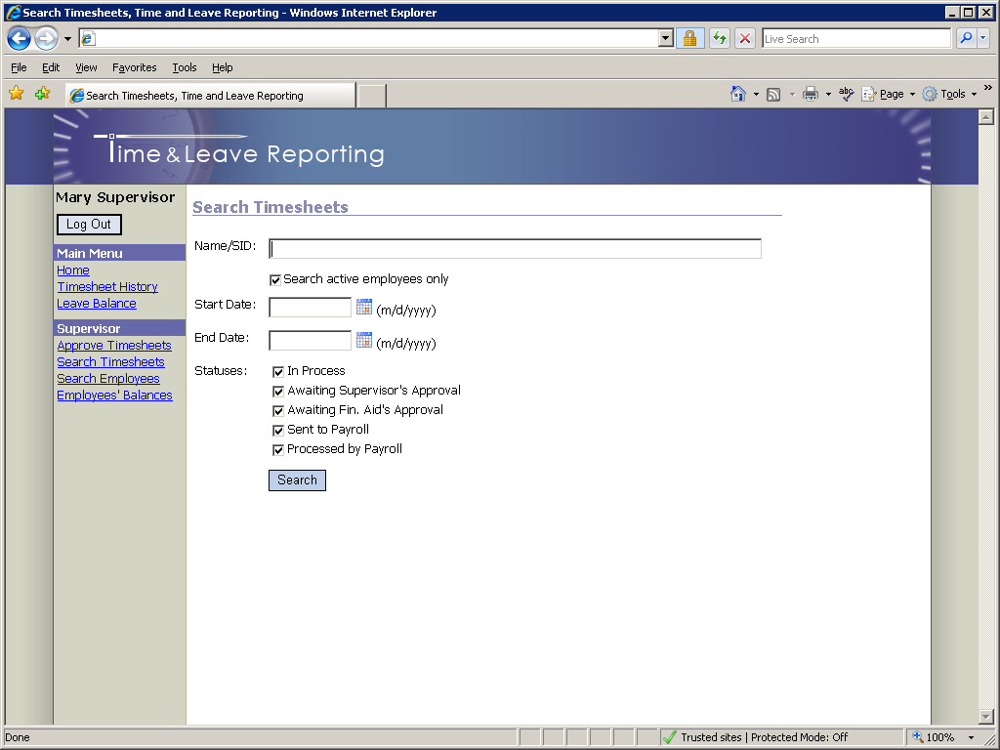 Search Timesheets, Time and Leave Reporting - Windows Internet Explorer
Live Search
File Edit View Favorites Tools Help
Search Timesheets, Time and Leave Reporting
abc Page Tools
Time & Leave Reporting
Mary Supervisor
Log Out
Main Menu
Home
Timesheet History
Leave Balance
Supervisor
Approve Timesheets
Search Timesheets
Search Employees
Employees' Balances
Search Timesheets
Name/SID:
Search active employees only
Start Date: (m/d/yyyy)
End Date: (m/d/yyyy)
Statuses: In Process
Awaiting Supervisor's Approval
Awaiting Fin. Aid's Approval
Sent to Payroll
Processed by Payroll
Search
Done Trusted sites | Protected Mode: Off 100%